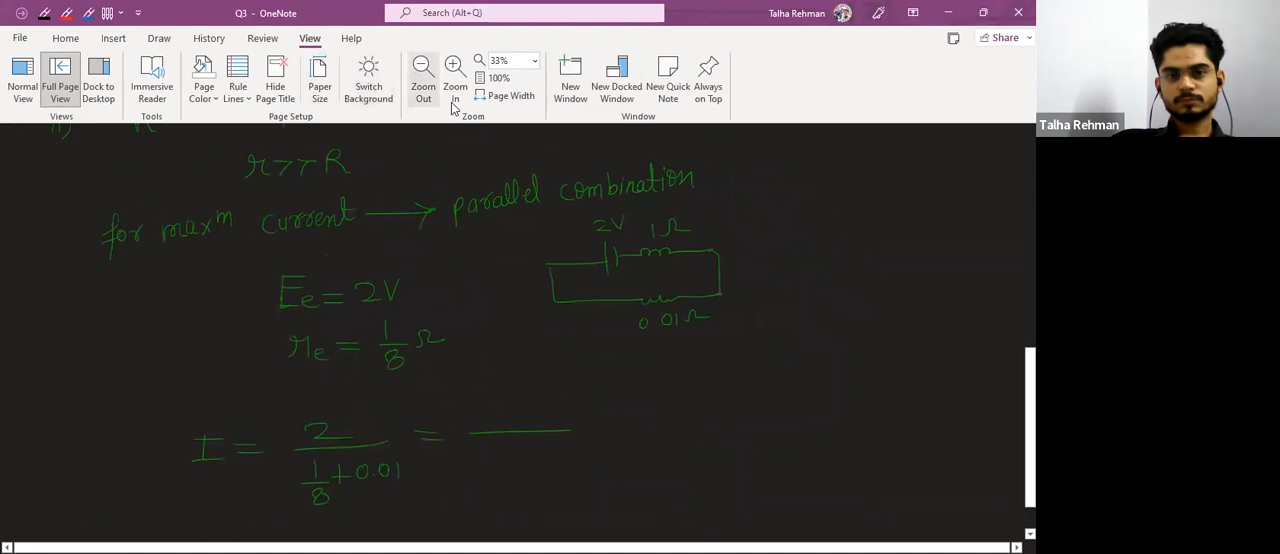 Q3 - OneNote
Search (Alt+Q)
Talha Rehman
File Home Insert Draw History Review View Help
Share
Normal View
Full Page View
Dock to Desktop
Immersive Reader
Page Color
Rule Lines
Hide Page Title
Paper Size
Switch Background
Zoom Out
Zoom In
33%
100%
Page Width
New Window
New Docked Window
New Quick Note
Always on Top
Views Tools Page Setup Zoom Window
Talha Rehman
ii) R
r >> R
for max^m current → parallel combination
2V 1Ω
E_e = 2V
0.01Ω
r_e = 1/8 Ω
I = 2/(1/8 + 0.01) =